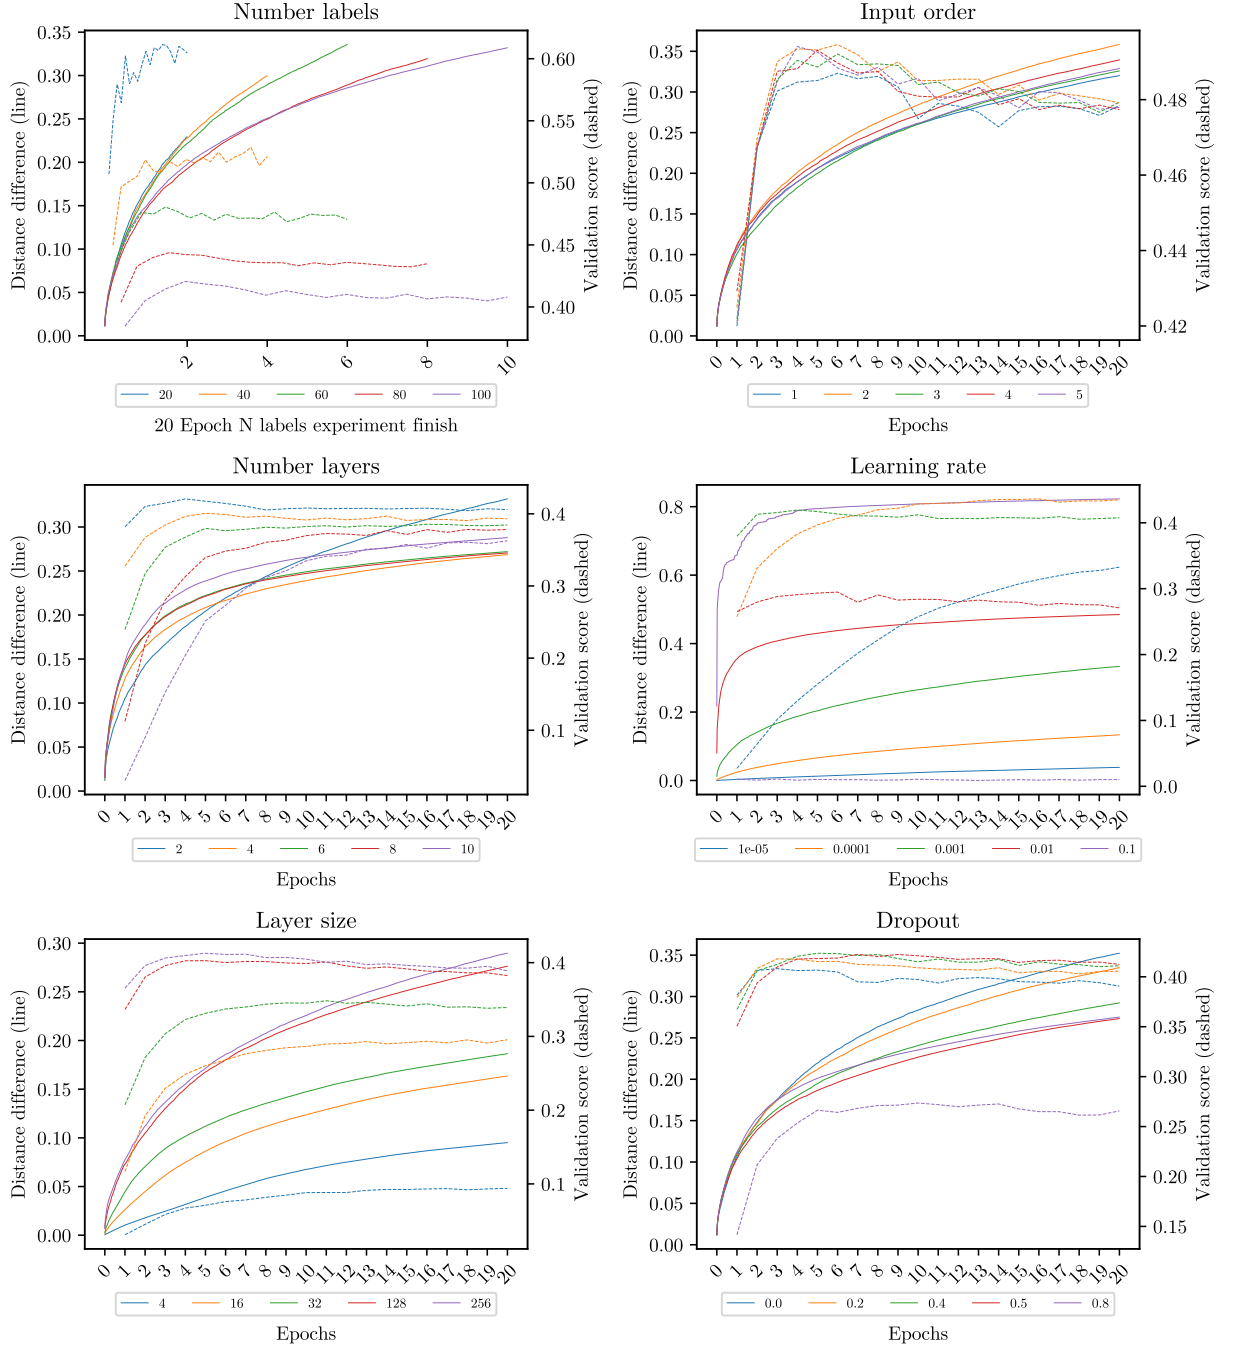 Number labels
Distance difference (line)
0.35
0.30
0.25
0.20
0.15
0.10
0.05
0.00
0.60
0.55
0.50
0.45
0.40
Validation score (dashed)
2 4 6 8 10
20 40 60 80 100
20 Epoch N labels experiment finish
Input order
Distance difference (line)
0.35
0.30
0.25
0.20
0.15
0.10
0.05
0.00
0.48
0.46
0.44
0.42
Validation score (dashed)
0 1 2 3 4 5 6 7 8 9 10 11 12 13 14 15 16 17 18 19 20
1 2 3 4 5
Epochs
Number layers
Distance difference (line)
0.30
0.25
0.20
0.15
0.10
0.05
0.00
0.4
0.3
0.2
0.1
Validation score (dashed)
0 1 2 3 4 5 6 7 8 9 10 11 12 13 14 15 16 17 18 19 20
2 4 6 8 10
Epochs
Learning rate
Distance difference (line)
0.8
0.6
0.4
0.2
0.0
0.4
0.3
0.2
0.1
0.0
Validation score (dashed)
0 1 2 3 4 5 6 7 8 9 10 11 12 13 14 15 16 17 18 19 20
1e-05 0.0001 0.001 0.01 0.1
Epochs
Layer size
Distance difference (line)
0.30
0.25
0.20
0.15
0.10
0.05
0.00
0.4
0.3
0.2
0.1
Validation score (dashed)
0 1 2 3 4 5 6 7 8 9 10 11 12 13 14 15 16 17 18 19 20
4 16 32 128 256
Epochs
Dropout
Distance difference (line)
0.35
0.30
0.25
0.20
0.15
0.10
0.05
0.00
0.40
0.35
0.30
0.25
0.20
0.15
Validation score (dashed)
0 1 2 3 4 5 6 7 8 9 10 11 12 13 14 15 16 17 18 19 20
0.0 0.2 0.4 0.5 0.8
Epochs